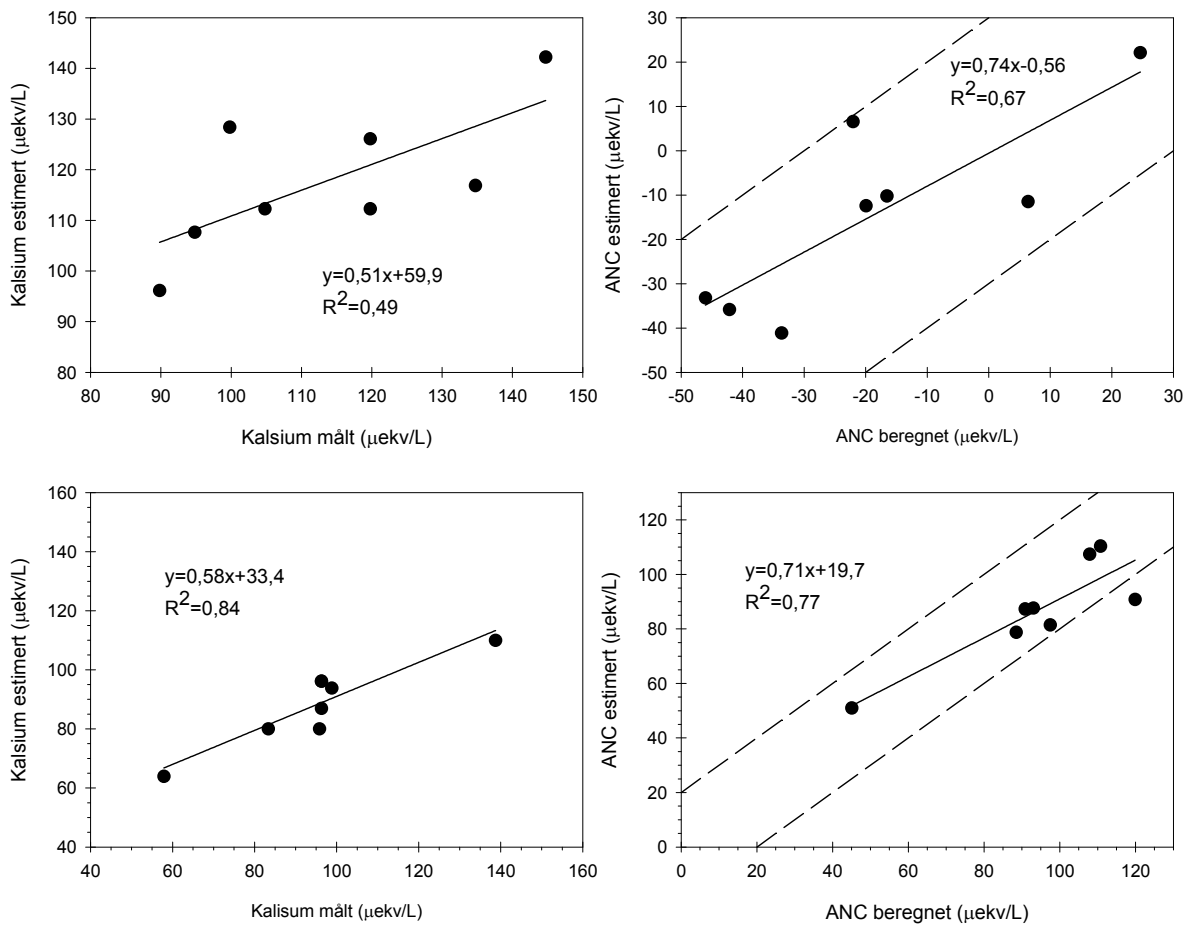 150
140
130
120
110
100
90
80
80 90 100 110 120 130 140 150
Kalsium estimert (µekv/L)
Kalsium målt (µekv/L)
y=0,51x+59,9
R2=0,49
30
20
10
0
-10
-20
-30
-40
-50
-50 -40 -30 -20 -10 0 10 20 30
ANC estimert (µekv/L)
ANC beregnet (µekv/L)
y=0,74x-0,56
R2=0,67
160
140
120
100
80
60
40
40 60 80 100 120 140 160
Kalsium estimert (µekv/L)
Kalisum målt (µekv/L)
y=0,58x+33,4
R2=0,84
120
100
80
60
40
20
0
0 20 40 60 80 100 120
ANC estimert (µekv/L)
ANC beregnet (µekv/L)
y=0,71x+19,7
R2=0,77